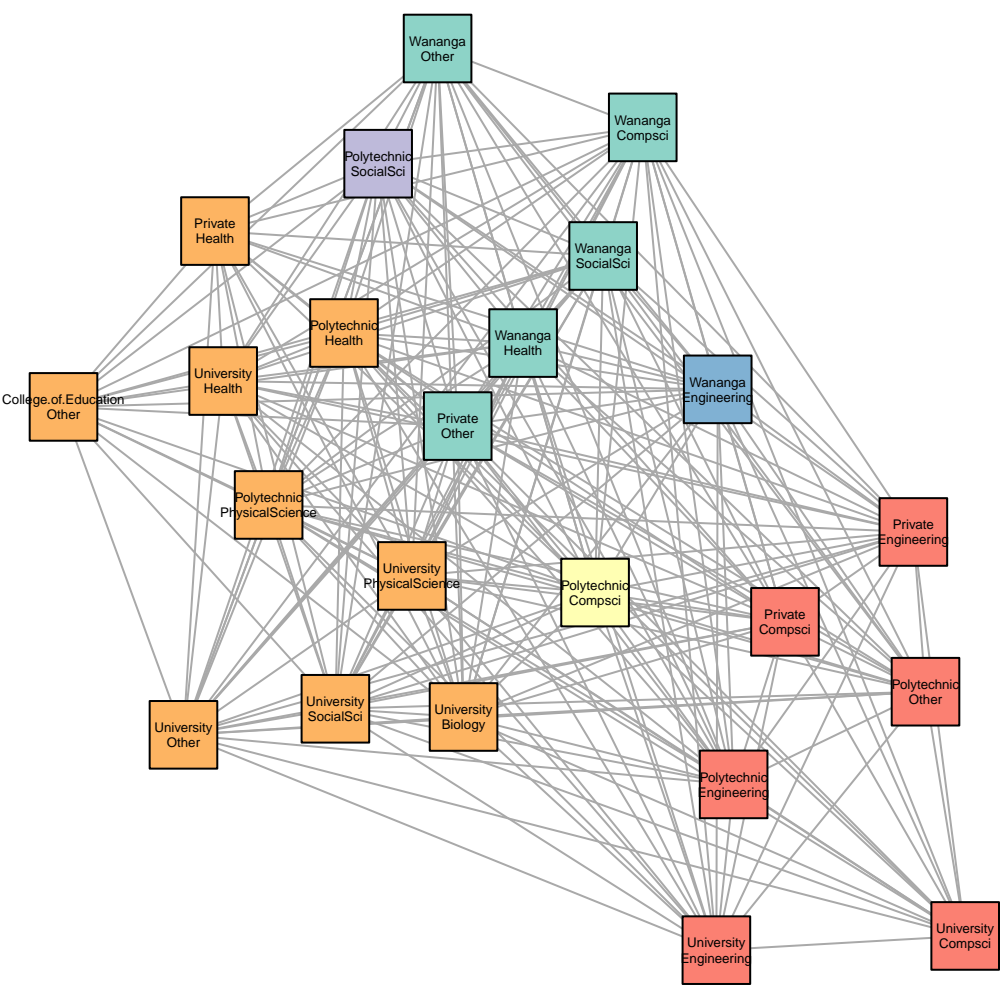 Wananga
Other
Wananga
Compsci
Polytechnic
SocialSci
Private
Health
Wananga
SocialSci
Polytechnic
Health
Wananga
Health
University
Health
Wananga
Engineering
College.of.Education
Other
Private
Other
Polytechnic
PhysicalScience
Private
Engineering
University
PhysicalScience
Polytechnic
Compsci
Private
Compsci
Polytechnic
Other
University
SocialSci
University
Biology
University
Other
Polytechnic
Engineering
University
Engineering
University
Compsci